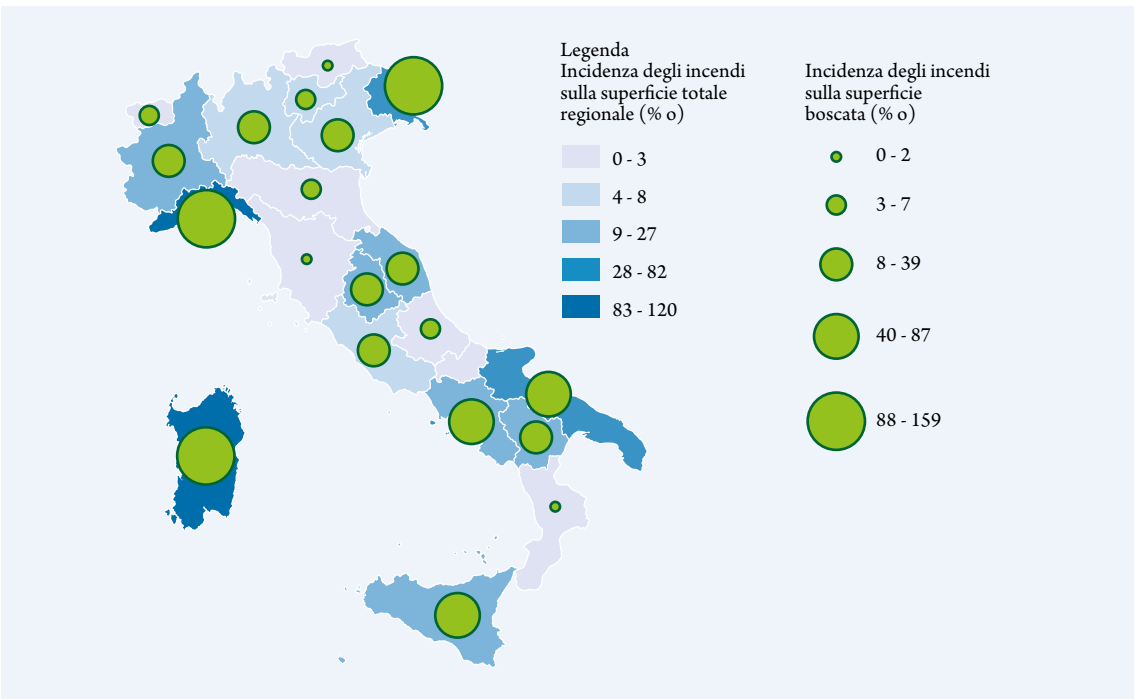 Legenda
Incidenza degli incendi
sulla superficie totale
regionale (% o)
0 - 3
4 - 8
9 - 27
28 - 82
83 - 120
Incidenza degli incendi
sulla superficie
boscata (% o)
0 - 2
3 - 7
8 - 39
40 - 87
88 - 159